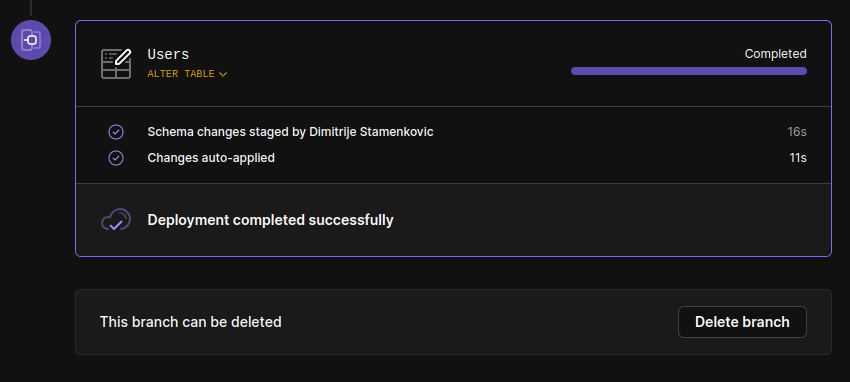 Users
Completed
ALTER TABLE
Schema changes staged by Dimitrije Stamenkovic
16s
Changes auto-applied
11s
Deployment completed successfully
This branch can be deleted
Delete branch